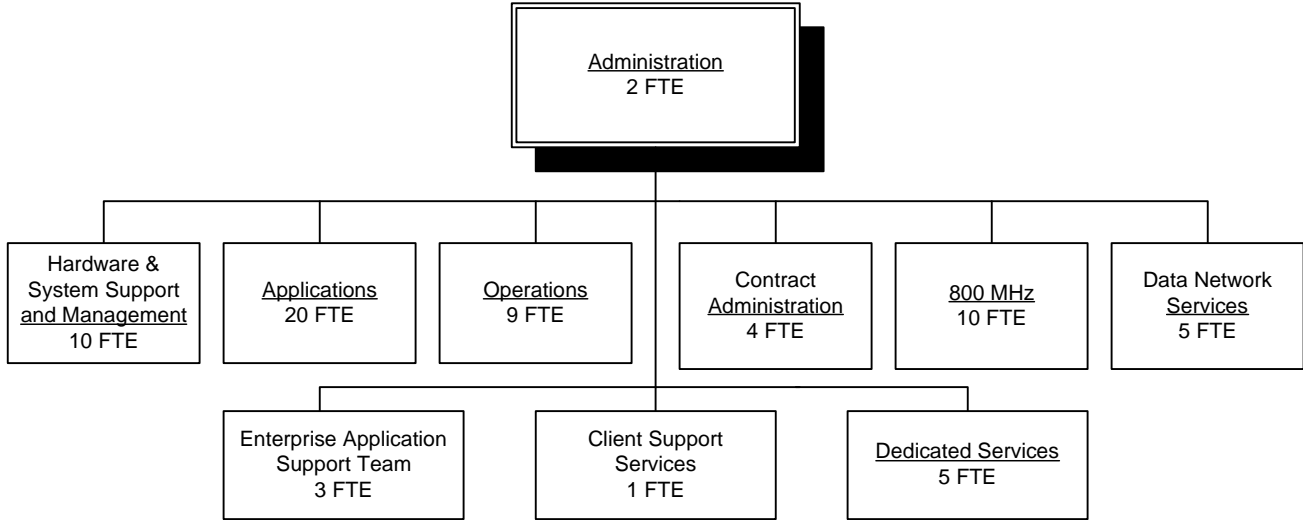 Administration
2 FTE
Hardware &
System Support
and Management
10 FTE
Applications
20 FTE
Operations
9 FTE
Contract
Administration
4 FTE
800 MHz
10 FTE
Data Network
Services
5 FTE
Enterprise Application
Support Team
3 FTE
Client Support
Services
1 FTE
Dedicated Services
5 FTE